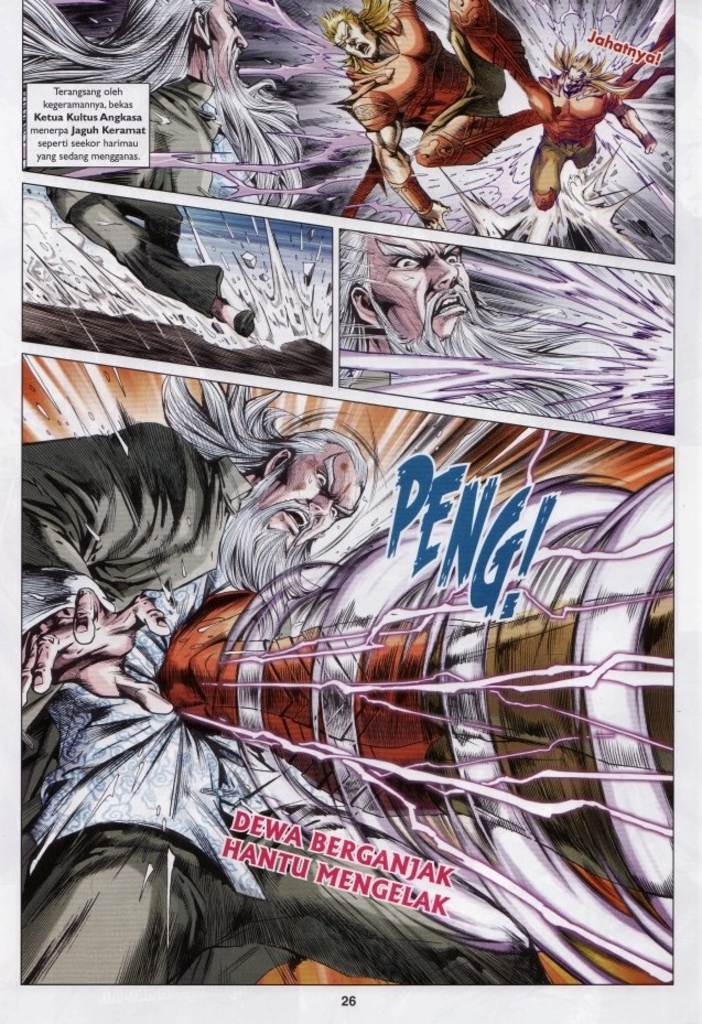 Jahatnya!
Terangsang oleh
kegeramannya, bekas
Ketua Kultus Angkasa
menerpa Jaguh Keramat
seperti seekor harimau
yang sedang mengganas.
PENG!
DEWA BERGANJAK
HANTU MENGELAK
26